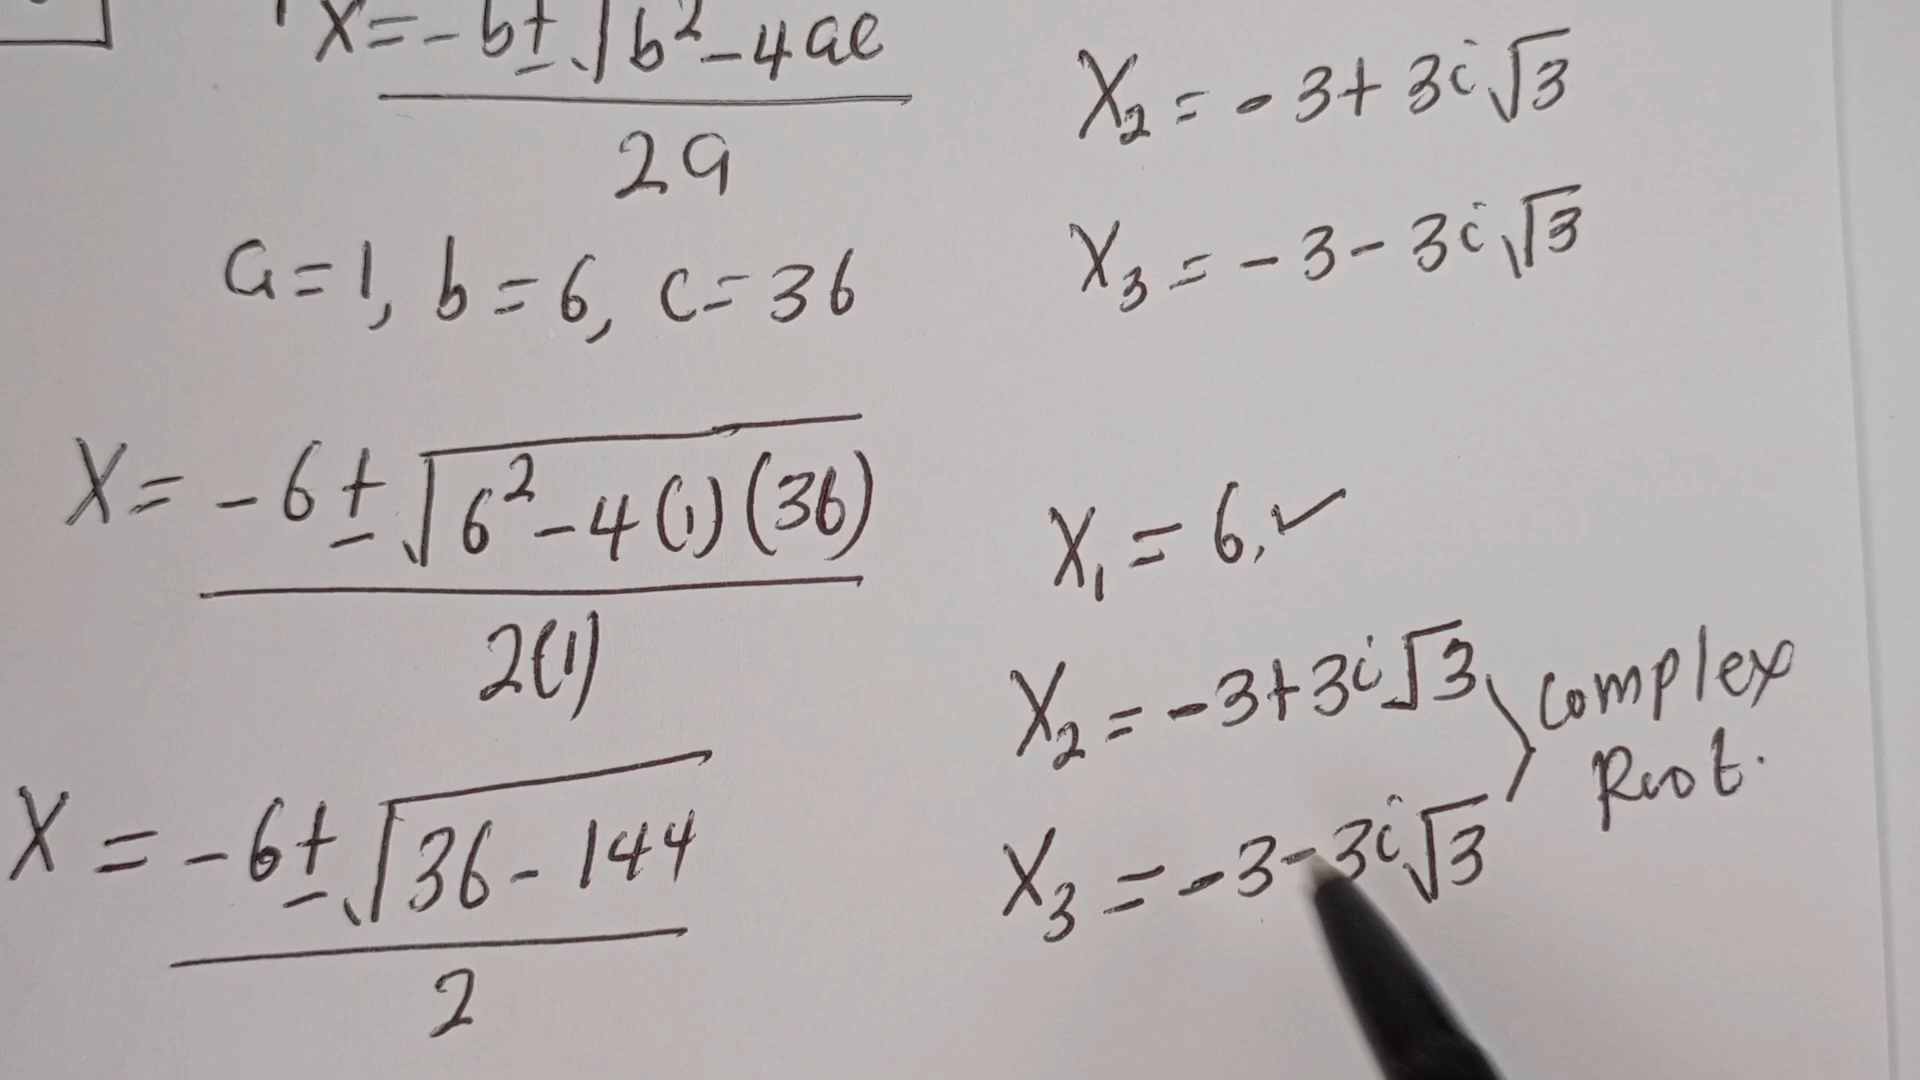 X = -b ± √b² - 4ac
2a
a = 1, b = 6, c = 36
X = -6 ± √6² - 4(1)(36)
2(1)
X = -6 ± √36 - 144
2
X₂ = -3 + 3i√3
X₃ = -3 - 3i√3
X₁ = 6, ✓
X₂ = -3 + 3i√3 } Complex
Root.
X₃ = -3 - 3i√3